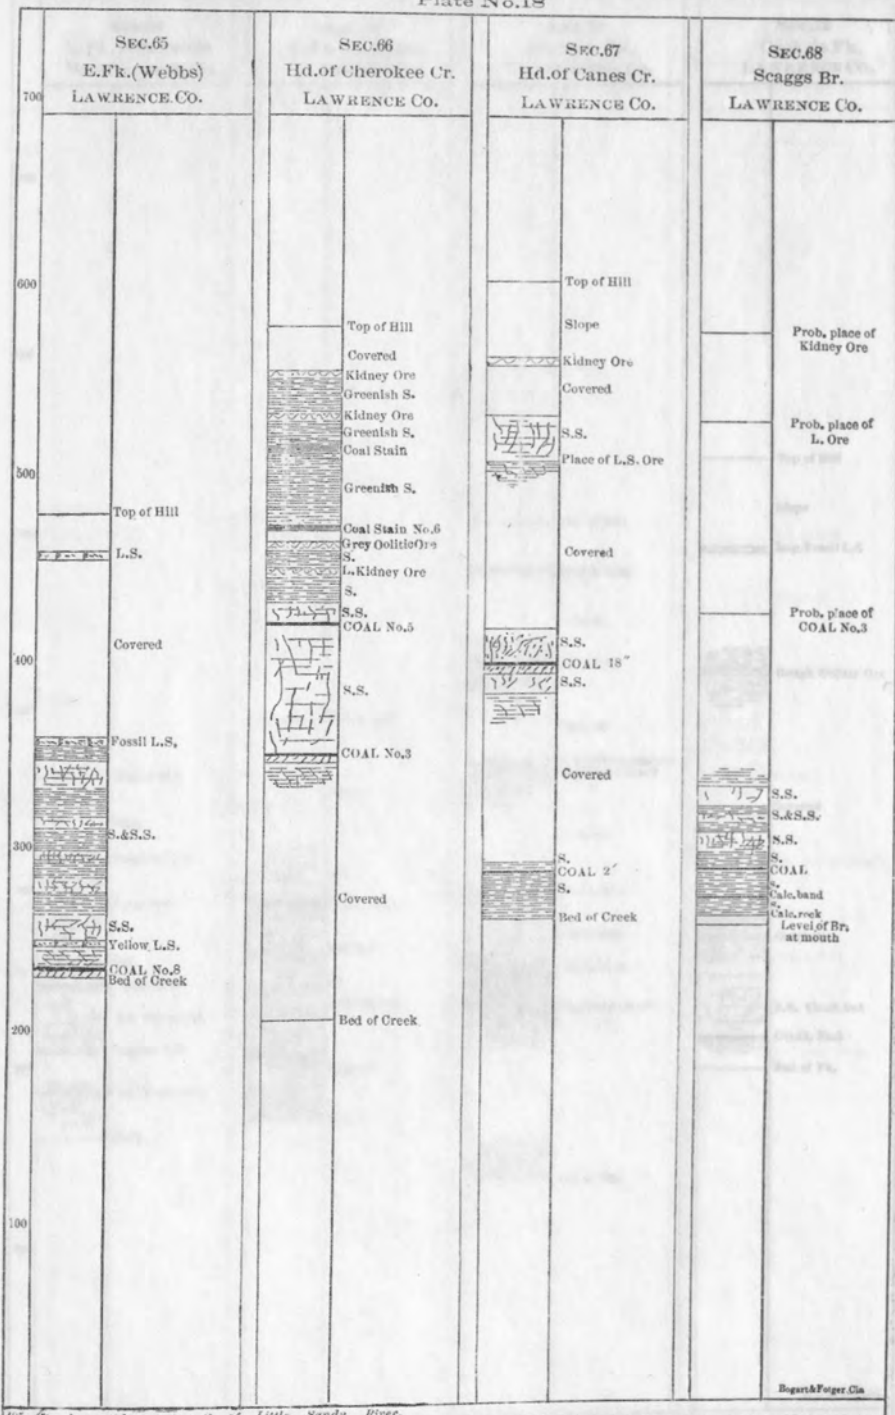 Plate No.18
SEC.65
E.Fk.(Webbs)
LAWRENCE.CO.
700
600
500
400
300
200
100
Top of Hill
L.S.
Covered
Fossil L.S.
S.&S.S.
S.S.
Yellow L.S.
COAL No.8
Bed of Creek
SEC.66
Hd.of Cherokee Cr.
LAWRENCE CO.
Top of Hill
Covered
Kidney Ore
Greenish S.
Kidney Ore
Greenish S.
Coal Stain
Greenish S.
Coal Stain No.6
Grey Oolitic Ore
S.
L.Kidney Ore
S.
S.S.
COAL No.5
S.S.
COAL No.3
Covered
Bed of Creek
SEC.67
Hd.of Canes Cr.
LAWRENCE CO.
Top of Hill
Slope
Kidney Ore
Covered
S.S.
Place of L.S. Ore
Covered
S.S.
COAL 18"
S.S.
Covered
S.
COAL 2'
S.
Bed of Creek
SEC.68
Scaggs Br.
LAWRENCE CO.
Prob. place of
Kidney Ore
Prob. place of
L. Ore
Prob. place of
COAL No.3
S.S.
S.&S.S.
S.S.
S.
COAL
S.
Calc.band
S.
Calc.rock
Level of Br.
at mouth
Bogart&Folger.Cin
mouth of Little Sandy River.